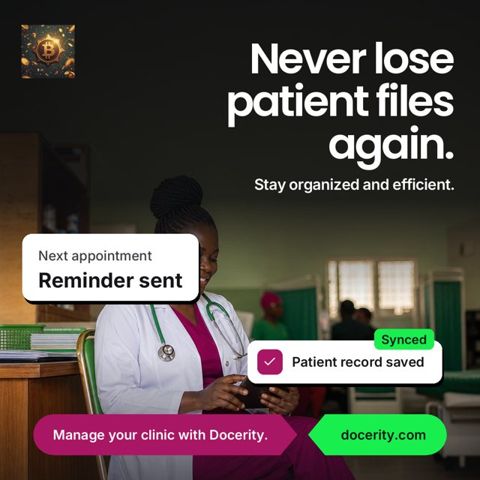 Never lose
patient files
again.
Stay organized and efficient.
Next appointment
Reminder sent
Synced
Patient record saved
Manage your clinic with Docerity.
docerity.com